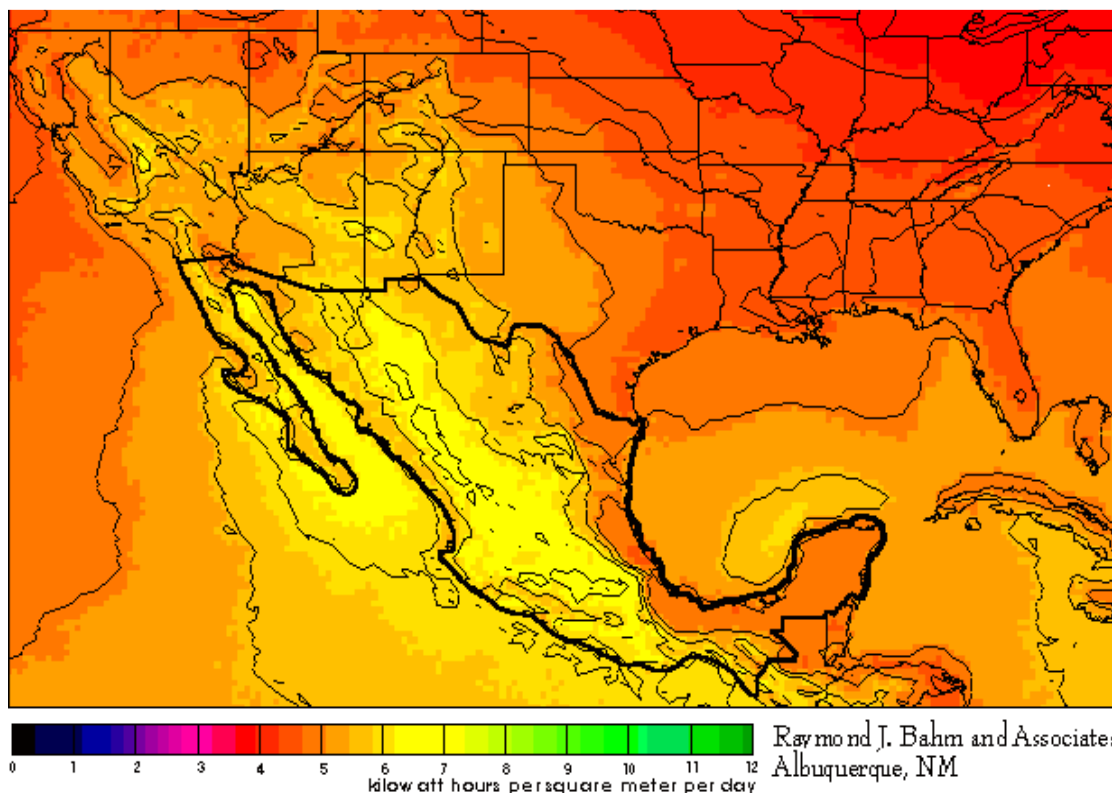 0 1 2 3 4 5 6 7 8 9 10 11 12
kilowatt hours per square meter per day
Raymond J. Bahm and Associates
Albuquerque, NM